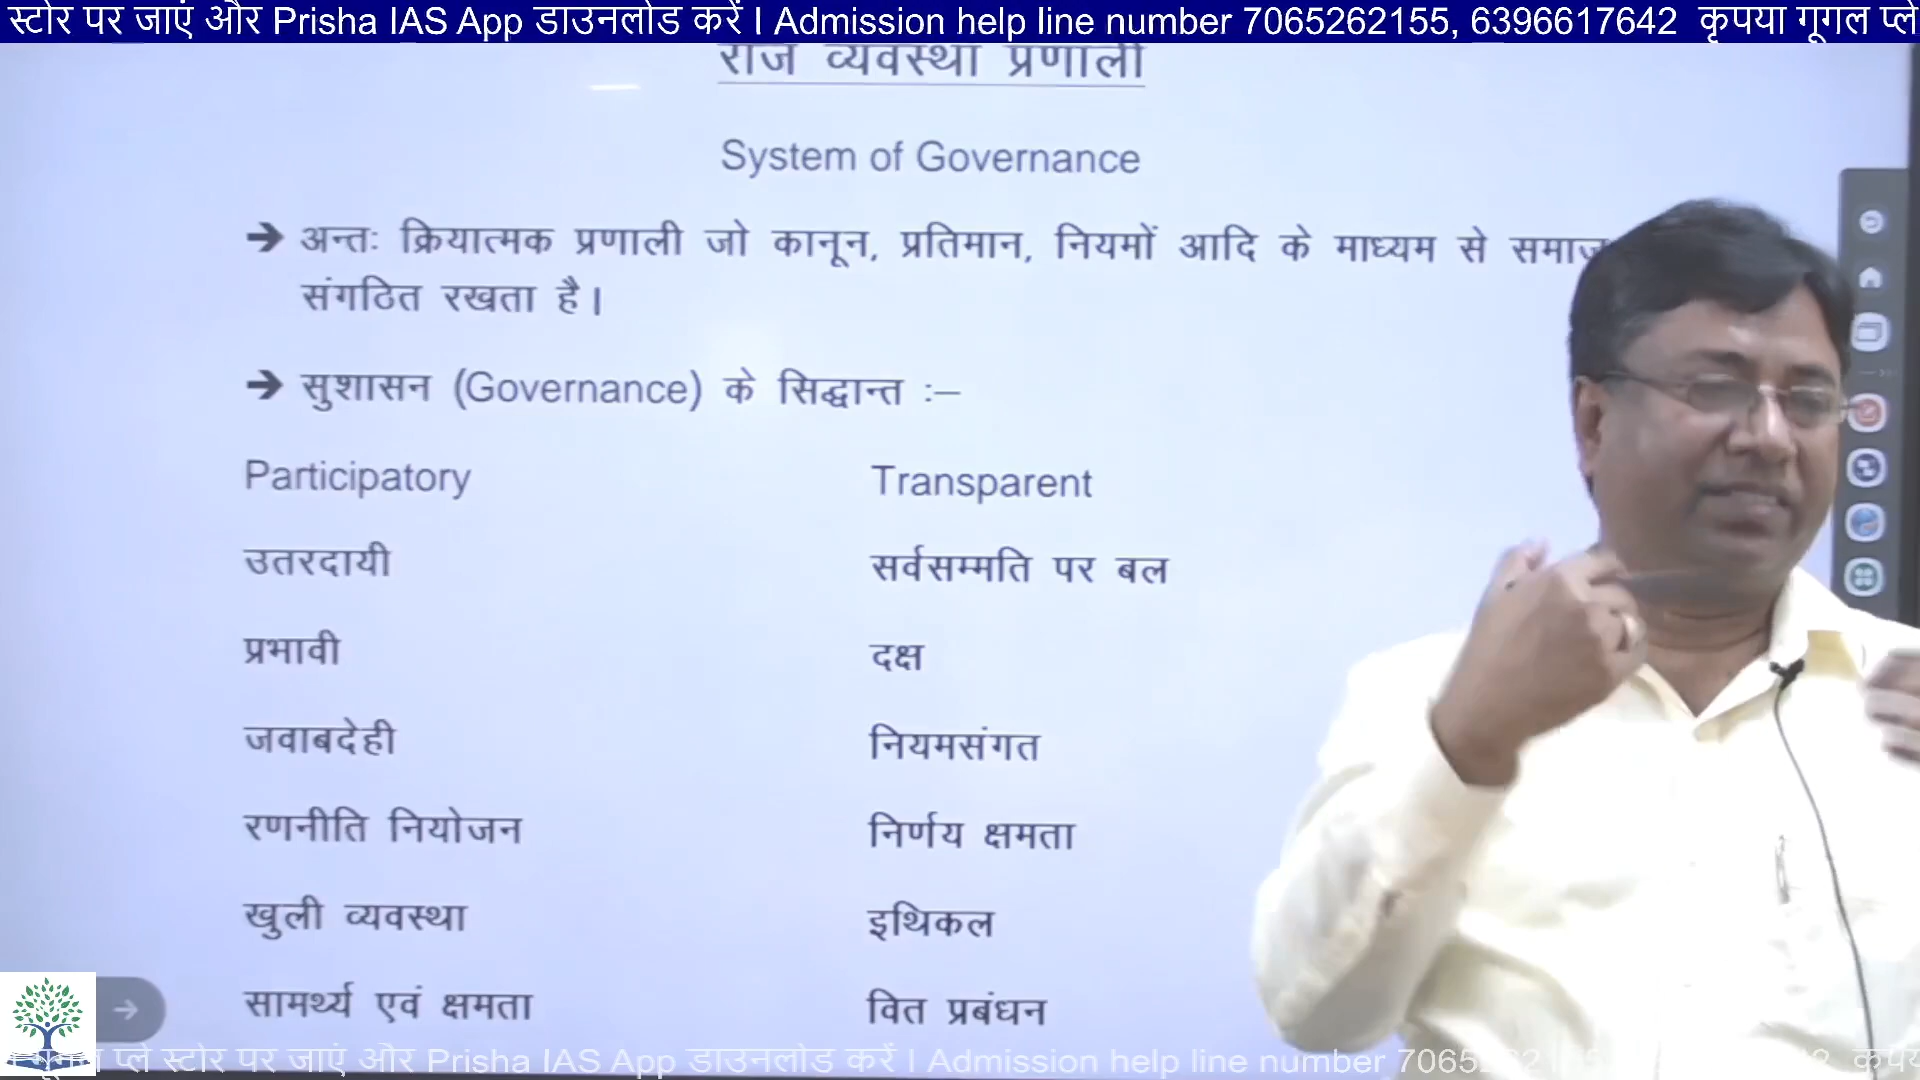 स्टोर पर जाएं और Prisha IAS App डाउनलोड करें I Admission help line number 7065262155, 6396617642 कृपया गूगल प्ले
राज व्यवस्था प्रणाली
System of Governance
➔ अन्तः क्रियात्मक प्रणाली जो कानून, प्रतिमान, नियमों आदि के माध्यम से समाज
संगठित रखता है।
➔ सुशासन (Governance) के सिद्धान्त :–
Participatory Transparent
उतरदायी सर्वसम्मति पर बल
प्रभावी दक्ष
जवाबदेही नियमसंगत
रणनीति नियोजन निर्णय क्षमता
खुली व्यवस्था इथिकल
सामर्थ्य एवं क्षमता वित प्रबंधन
गूगल प्ले स्टोर पर जाएं और Prisha IAS App डाउनलोड करें I Admission help line number